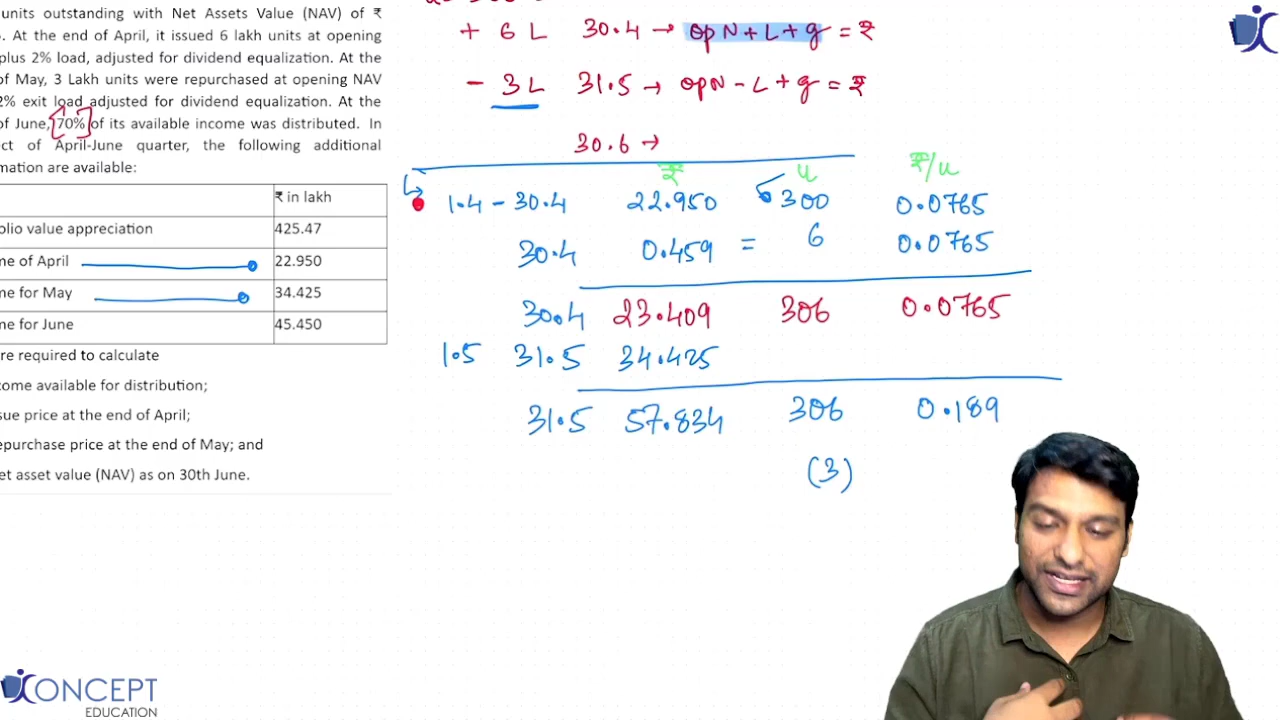 units outstanding with Net Assets Value (NAV) of ₹
. At the end of April, it issued 6 lakh units at opening
plus 2% load, adjusted for dividend equalization. At the
of May, 3 Lakh units were repurchased at opening NAV
2% exit load adjusted for dividend equalization. At the
of June, 70% of its available income was distributed. In
ct of April-June quarter, the following additional
mation are available:
₹ in lakh
olio value appreciation 425.47
me of April 22.950
me for May 34.425
me for June 45.450
re required to calculate
come available for distribution;
sue price at the end of April;
epurchase price at the end of May; and
et asset value (NAV) as on 30th June.
+ 6 L 30.4 → opN+L+g = ₹
- 3L 31.5 → opN-L+g = ₹
30.6 →
₹ u ₹/u
1.4 - 30.4 22.950 300 0.0765
30.4 0.459 = 6 0.0765
30.4 23.409 306 0.0765
1.5 31.5 34.425
31.5 57.834 306 0.189
(3)
CONCEPT
EDUCATION